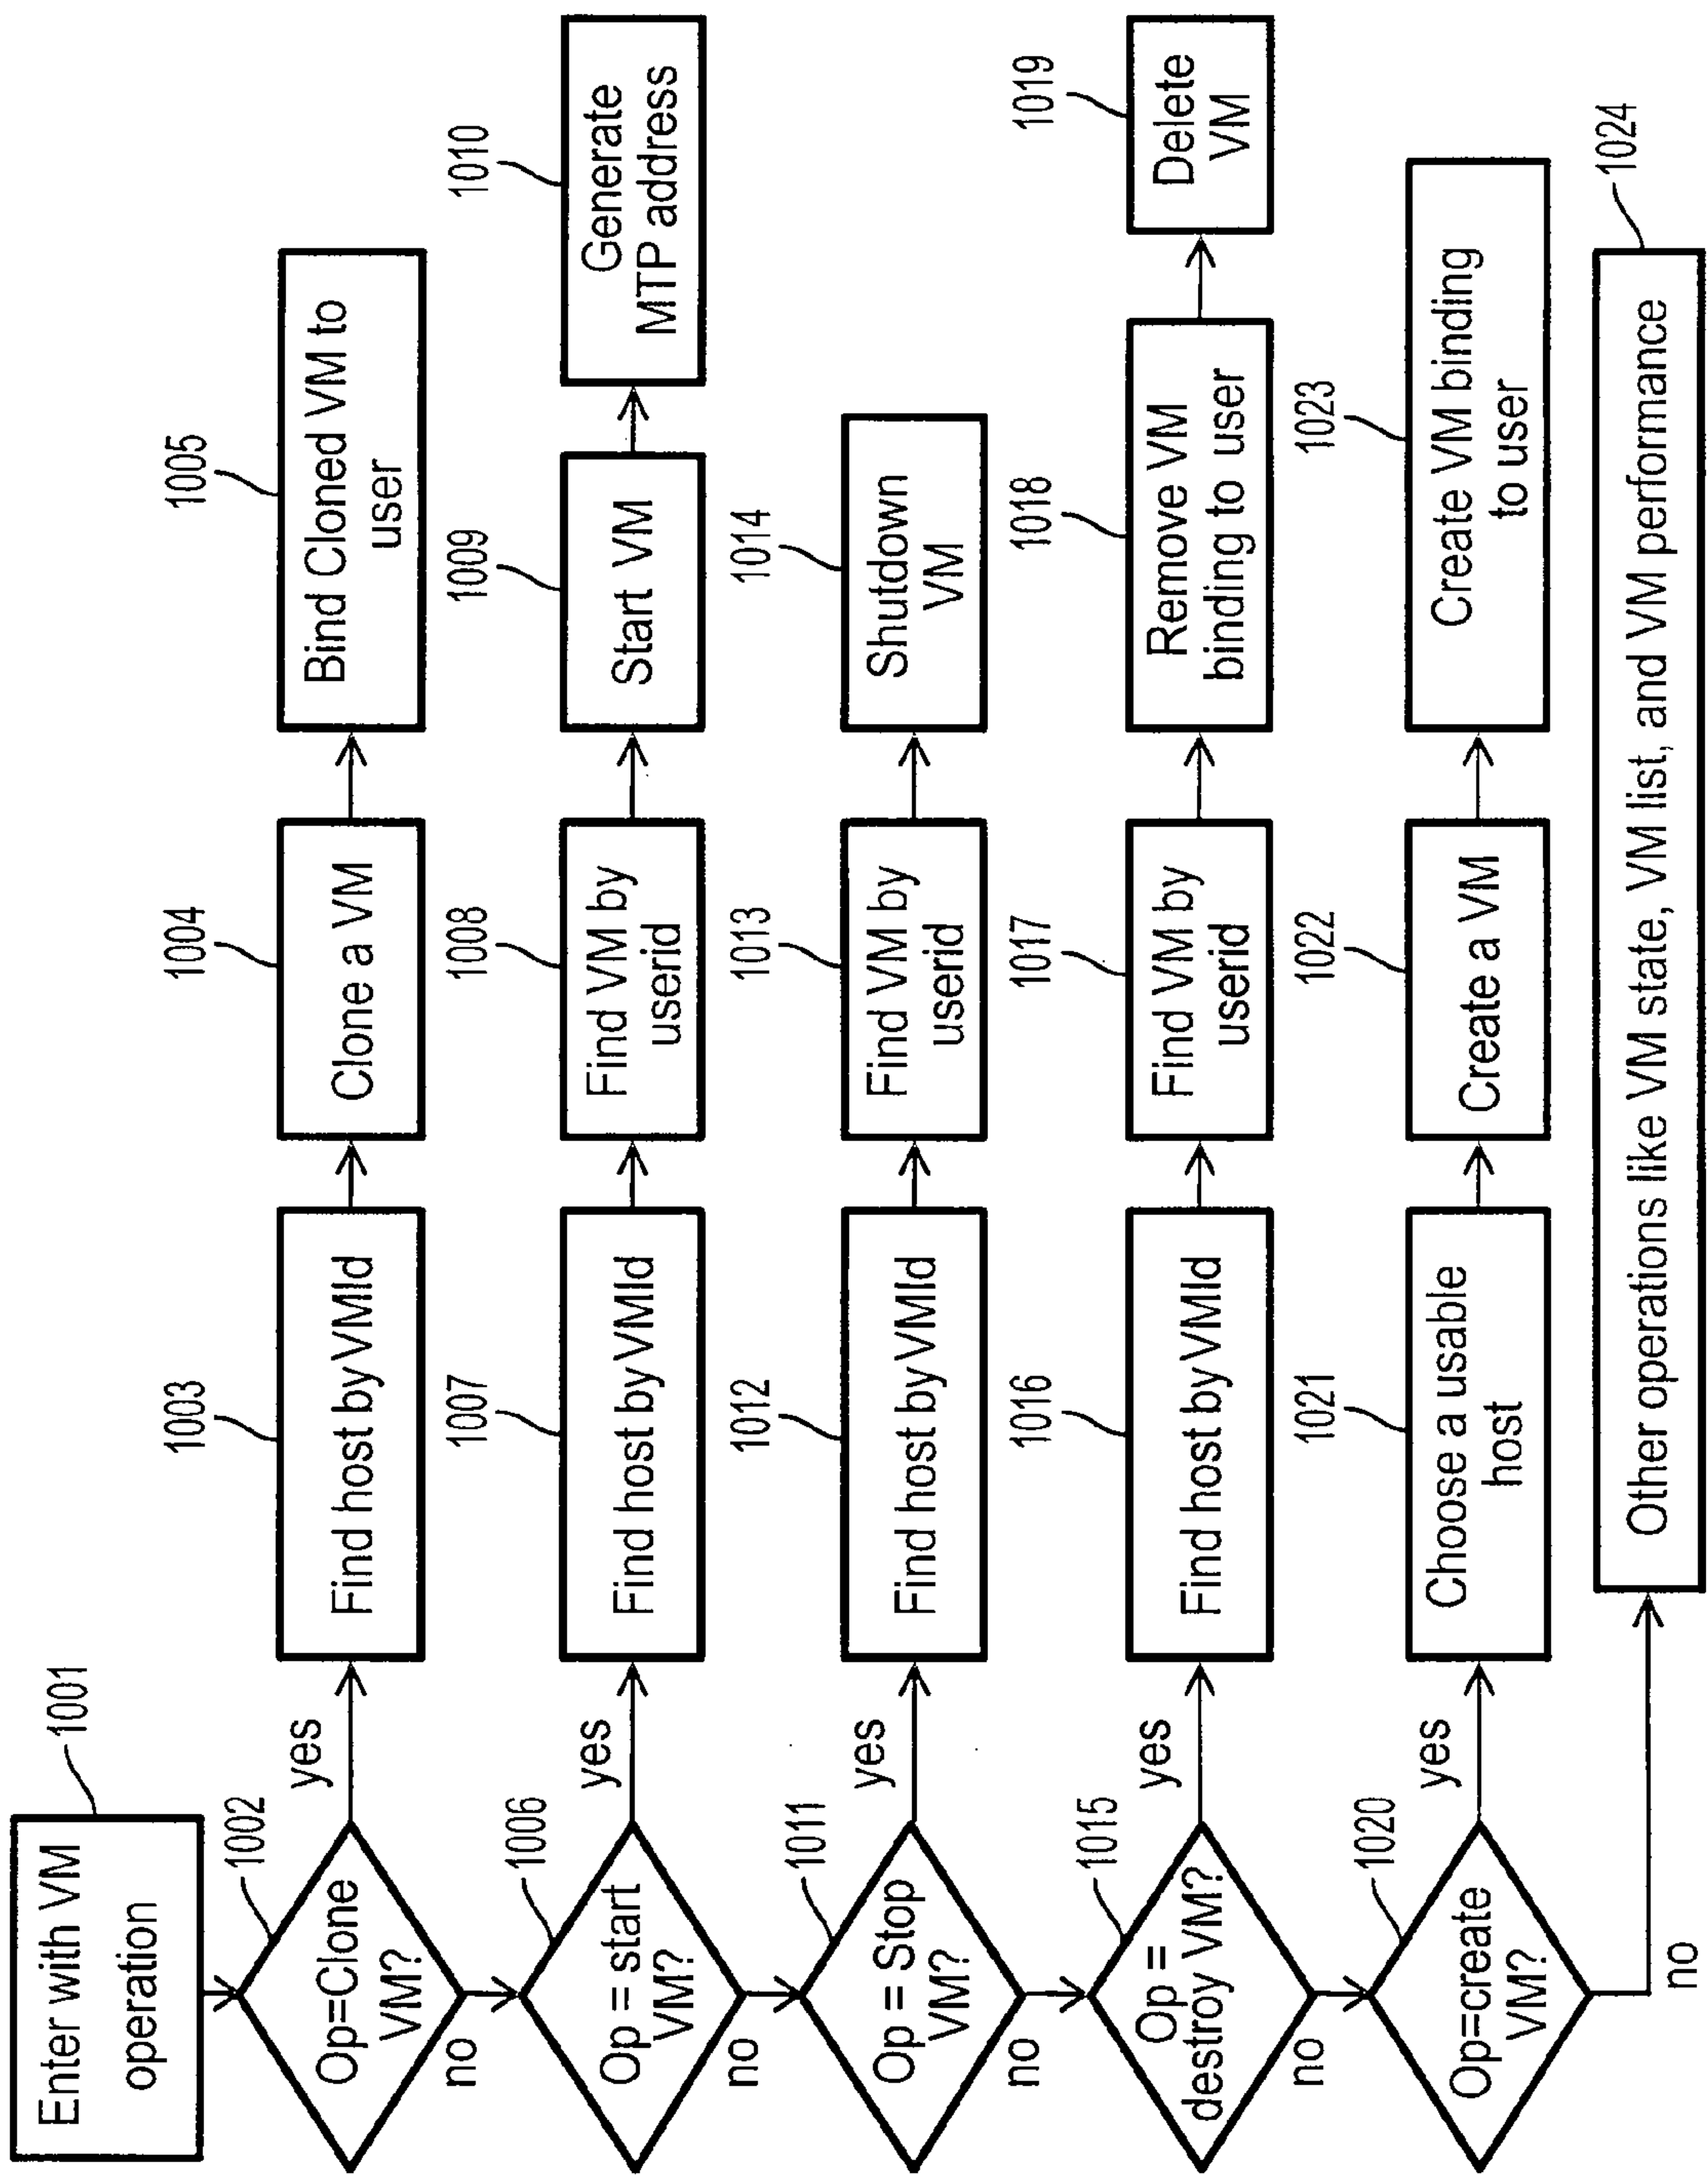 Enter with VM
operation
1001
Op=Clone
VM?
1002
yes
no
Find host by VMId
1003
Clone a VM
1004
Bind Cloned VM to
user
1005
Op = start
VM?
1006
yes
no
Find host by VMId
1007
Find VM by
userid
1008
Start VM
1009
Generate
MTP address
1010
Op = Stop
VM?
1011
yes
no
Find host by VMId
1012
Find VM by
userid
1013
Shutdown
VM
1014
Op =
destroy VM?
1015
yes
no
Find host by VMId
1016
Find VM by
userid
1017
Remove VM
binding to user
1018
Delete
VM
1019
Op=create
VM?
1020
yes
no
Choose a usable
host
1021
Create a VM
1022
Create VM binding
to user
1023
Other operations like VM state, VM list, and VM performance
1024